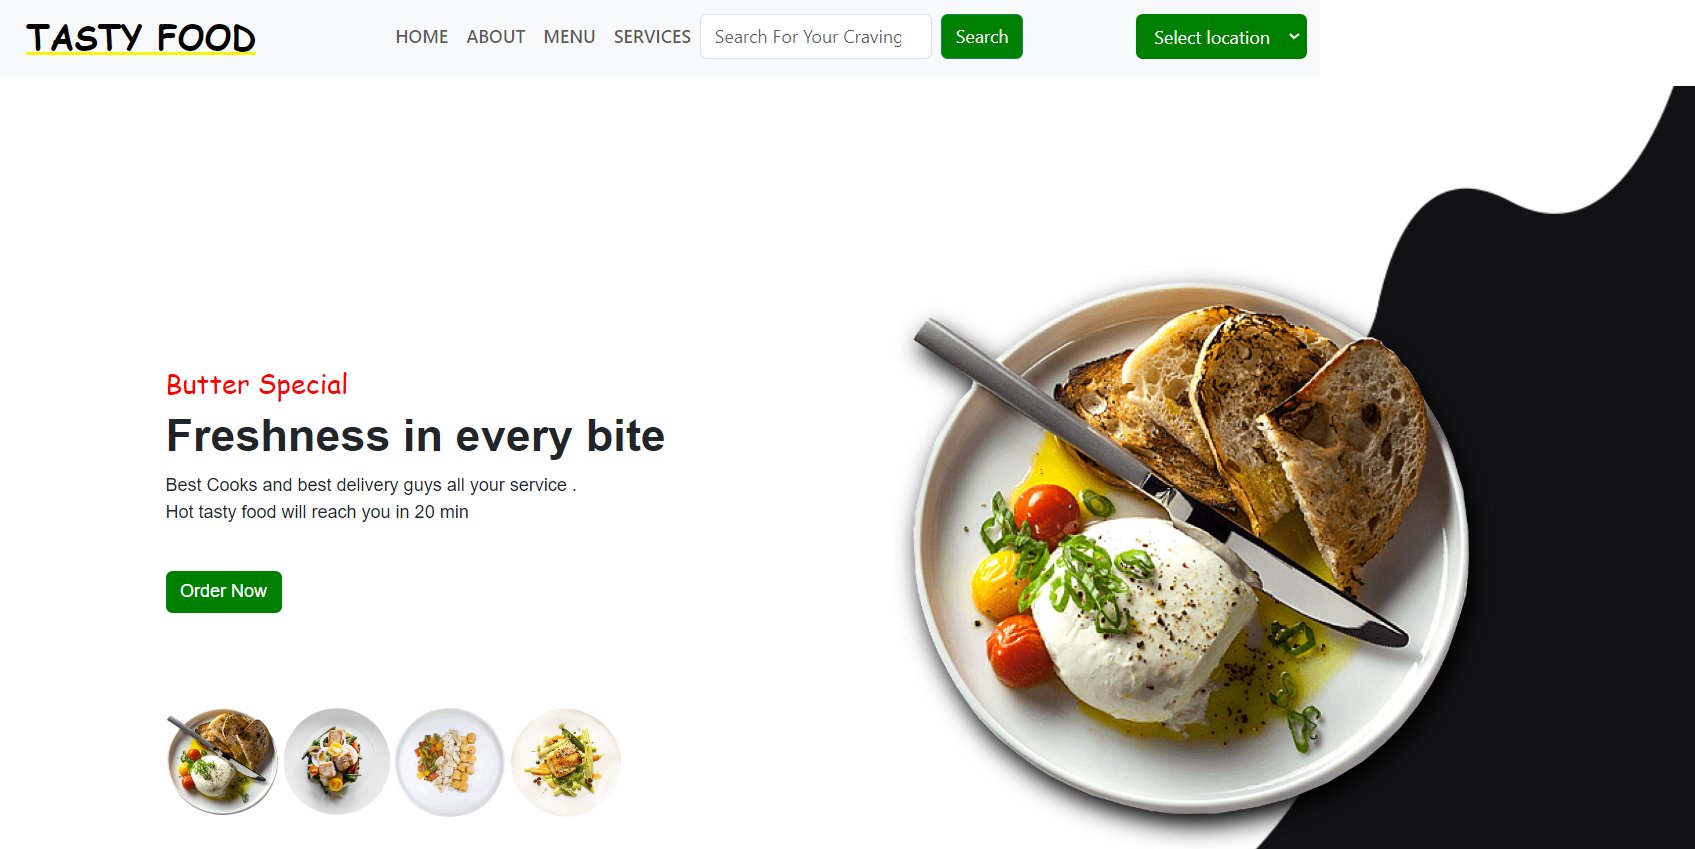 TASTY FOOD
HOME ABOUT MENU SERVICES Search For Your Craving Search Select location
Butter Special
Freshness in every bite
Best Cooks and best delivery guys all your service .
Hot tasty food will reach you in 20 min
Order Now